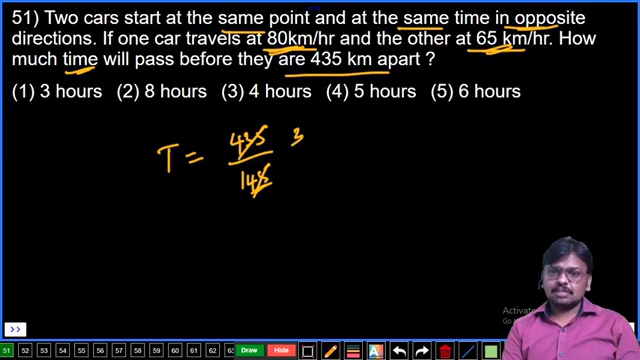 51) Two cars start at the same point and at the same time in opposite
directions. If one car travels at 80km/hr and the other at 65 km/hr. How
much time will pass before they are 435 km apart ?
(1) 3 hours (2) 8 hours (3) 4 hours (4) 5 hours (5) 6 hours
T = 435 3
145
Activate
>> 51 52 53 54 55 56 57 58 59 60 61 62 63 Draw Hide